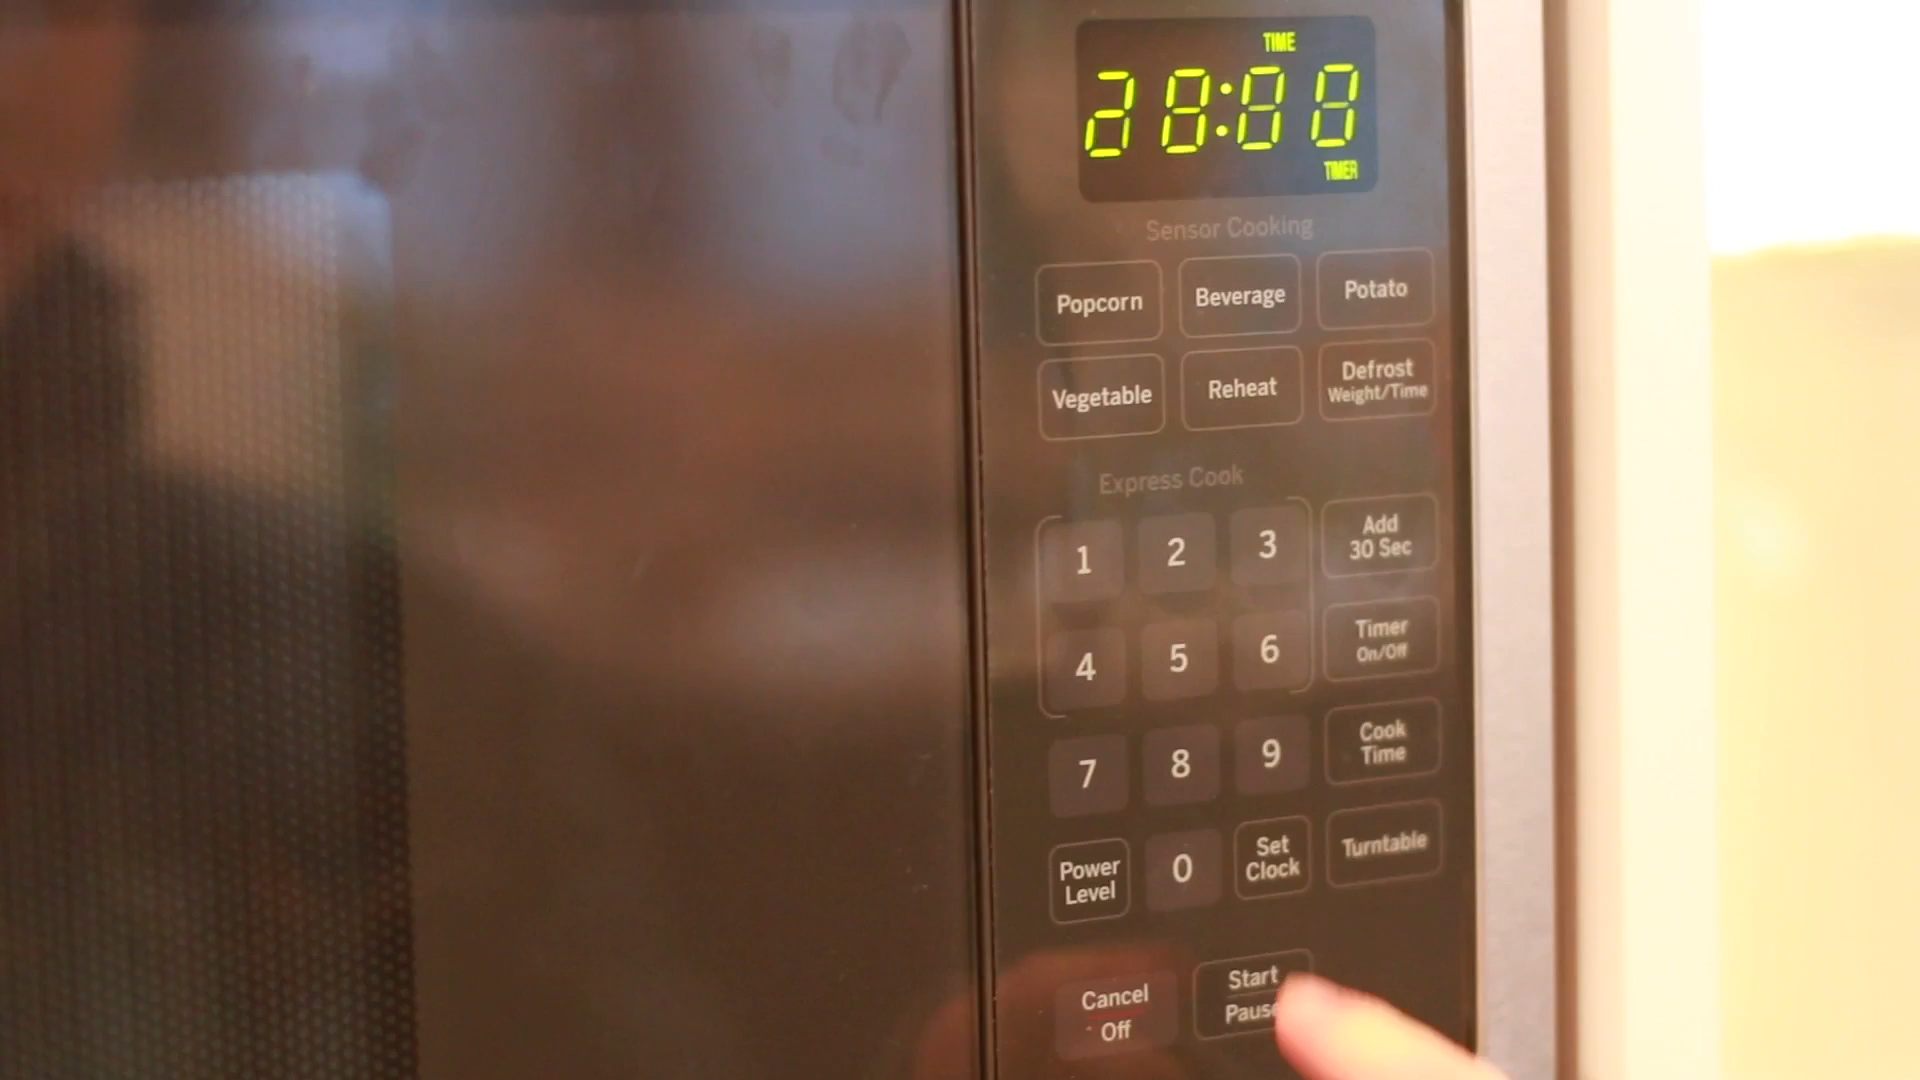 TIME
28:88
TIMER
Sensor Cooking
Popcorn
Beverage
Potato
Vegetable
Reheat
Defrost
Weight/Time
Express Cook
1
2
3
Add
30 Sec
4
5
6
Timer
On/Off
7
8
9
Cook
Time
Power
Level
0
Set
Clock
Turntable
Cancel
Off
Start
Pause